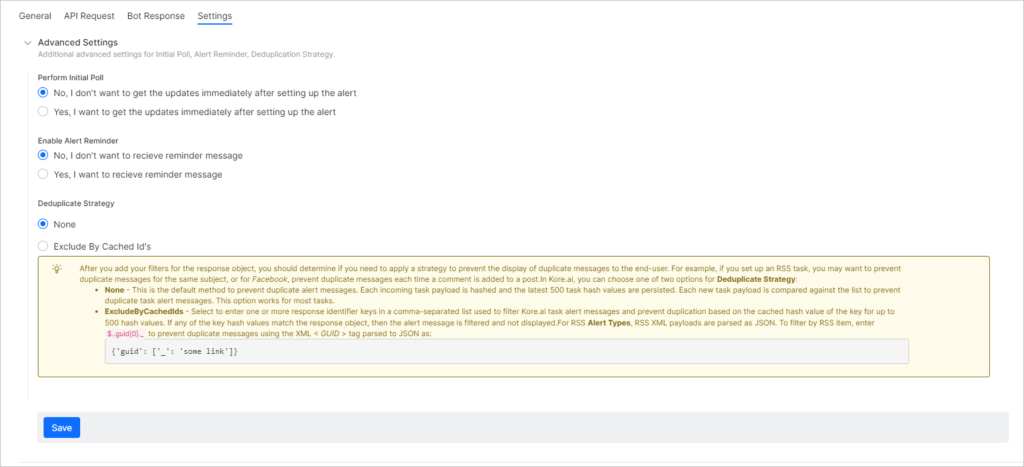 General API Request Bot Response Settings
Advanced Settings
Additional advanced settings for Initial Poll, Alert Reminder, Deduplication Strategy.
Perform Initial Poll
No, I don't want to get the updates immediately after setting up the alert
Yes, I want to get the updates immediately after setting up the alert
Enable Alert Reminder
No, I don't want to recieve reminder message
Yes, I want to recieve reminder message
Deduplicate Strategy
None
Exclude By Cached Id's
After you add your filters for the response object, you should determine if you need to apply a strategy to prevent the display of duplicate messages to the end-user. For example, if you set up an RSS task, you may want to prevent
duplicate messages for the same subject, or for Facebook, prevent duplicate messages each time a comment is added to a post.In Kore.ai, you can choose one of two options for Deduplicate Strategy:
• None - This is the default method to prevent duplicate alert messages. Each incoming task payload is hashed and the latest 500 task hash values are persisted. Each new task payload is compared against the list to prevent
duplicate task alert messages. This option works for most tasks.
• ExcludeByCachedIds - Select to enter one or more response identifier keys in a comma-separated list used to filter Kore.ai task alert messages and prevent duplication based on the cached hash value of the key for up to
500 hash values. If any of the key hash values match the response object, then the alert message is filtered and not displayed.For RSS Alert Types, RSS XML payloads are parsed as JSON. To filter by RSS item, enter
$..guid[0]._ to prevent duplicate messages using the XML < GUID > tag parsed to JSON as:
{'guid': ['_': 'some link']}
Save